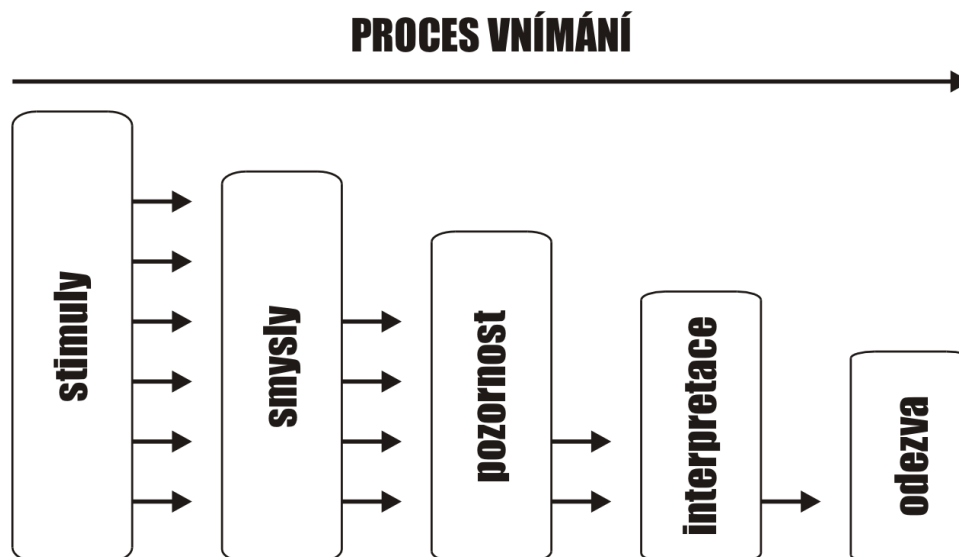 PROCES VNÍMÁNÍ
stimuly
smysly
pozornost
interpretace
odezva